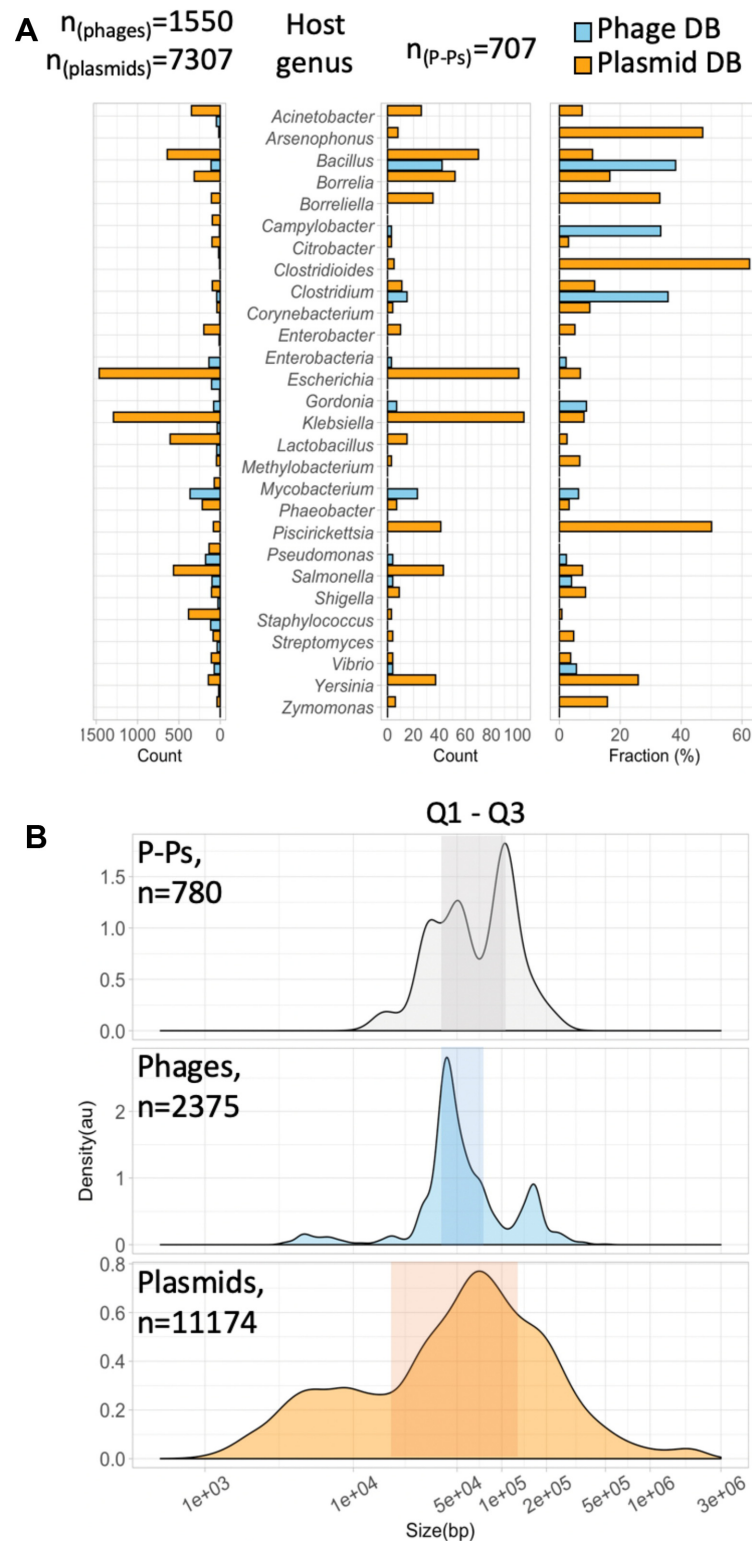 A
n(phages)=1550
n(plasmids)=7307
Host
genus
n(P-Ps)=707
Phage DB
Plasmid DB
Acinetobacter
Arsenophonus
Bacillus
Borrelia
Borreliella
Campylobacter
Citrobacter
Clostridioides
Clostridium
Corynebacterium
Enterobacter
Enterobacteria
Escherichia
Gordonia
Klebsiella
Lactobacillus
Methylobacterium
Mycobacterium
Phaeobacter
Piscirickettsia
Pseudomonas
Salmonella
Shigella
Staphylococcus
Streptomyces
Vibrio
Yersinia
Zymomonas
1500 1000 500 0
Count
0 20 40 60 80 100
Count
0 20 40 60
Fraction (%)
B
Q1 - Q3
P-Ps,
n=780
1.5
1.0
0.5
0.0
Phages,
n=2375
2
1
0
Density(au)
Plasmids,
n=11174
0.8
0.6
0.4
0.2
0.0
1e+03 1e+04 5e+04 1e+05 2e+05 5e+05 1e+06 3e+06
Size(bp)